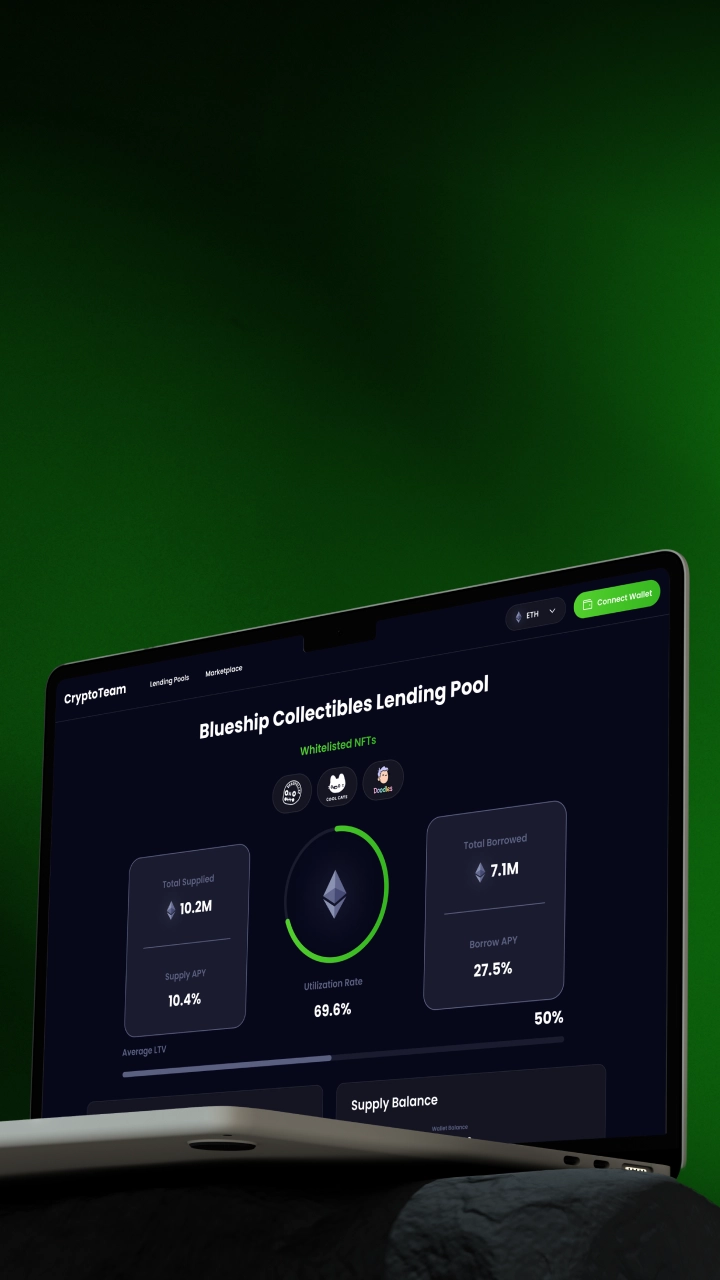 CryptoTeam
Lending Pools
Marketplace
ETH
Connect Wallet
Blueship Collectibles Lending Pool
Whitelisted NFTs
COOL CATS
Doodles
Total Supplied
10.2M
Supply APY
10.4%
Utilization Rate
69.6%
Total Borrowed
7.1M
Borrow APY
27.5%
Average LTV
50%
Supply Balance
Wallet Balance